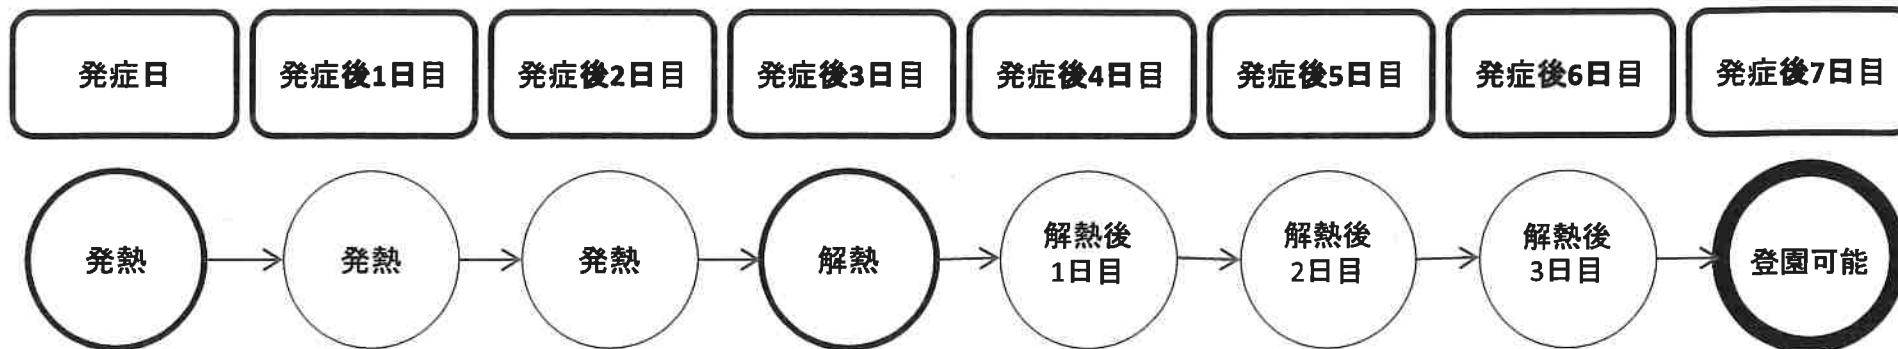 発症日
発症後1日目
発症後2日目
発症後3日目
発症後4日目
発症後5日目
発症後6日目
発症後7日目
発熱
発熱
発熱
解熱
解熱後
1日目
解熱後
2日目
解熱後
3日目
登園可能